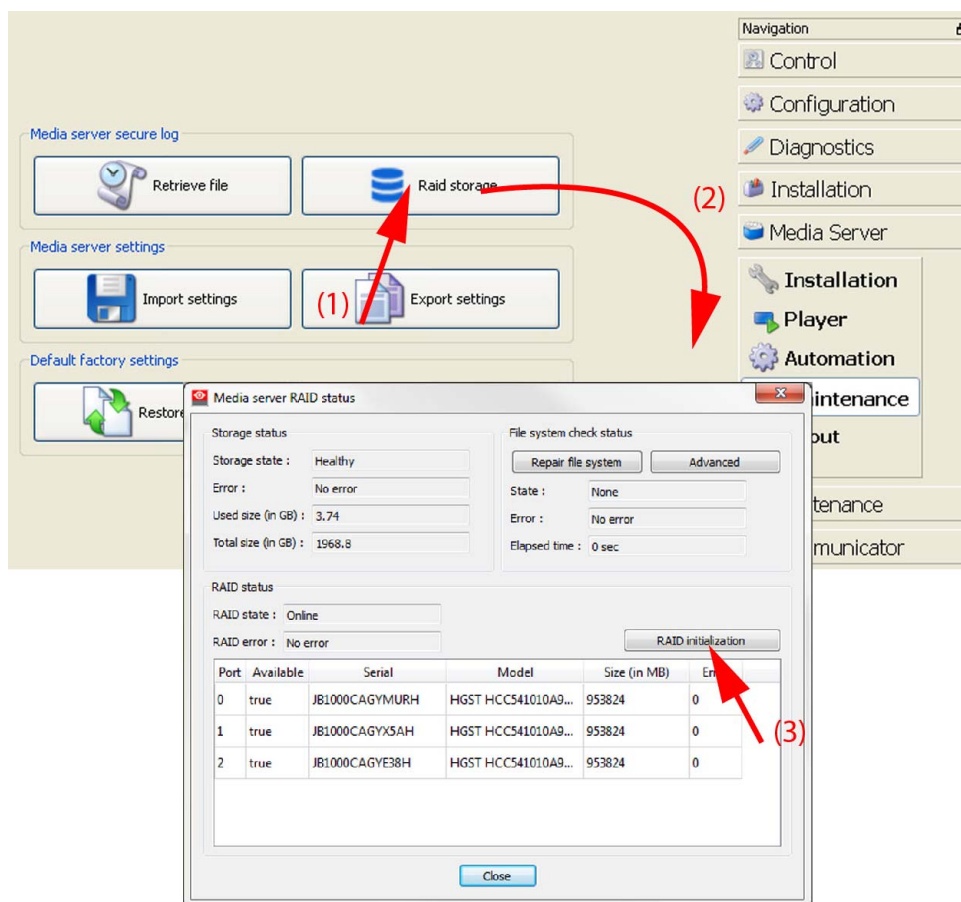 Navigation
Control
Configuration
Diagnostics
Installation
Media Server
Installation
Player
Automation
intenance
out
tenance
municator
Media server secure log
Retrieve file
Raid storage
(2)
Media server settings
Import settings
(1)
Export settings
Default factory settings
Restore
Media server RAID status
Storage status
Storage state : Healthy
Error : No error
Used size (in GB) : 3.74
Total size (in GB) : 1968.8
File system check status
Repair file system Advanced
State : None
Error : No error
Elapsed time : 0 sec
RAID status
RAID state : Online
RAID error : No error
RAID initialization
Port Available Serial Model Size (in MB)
0 true JB1000CAGYMURH HGST HCC541010A9... 953824 0
1 true JB1000CAGYX5AH HGST HCC541010A9... 953824 0
2 true JB1000CAGYE38H HGST HCC541010A9... 953824 0
(3)
Close